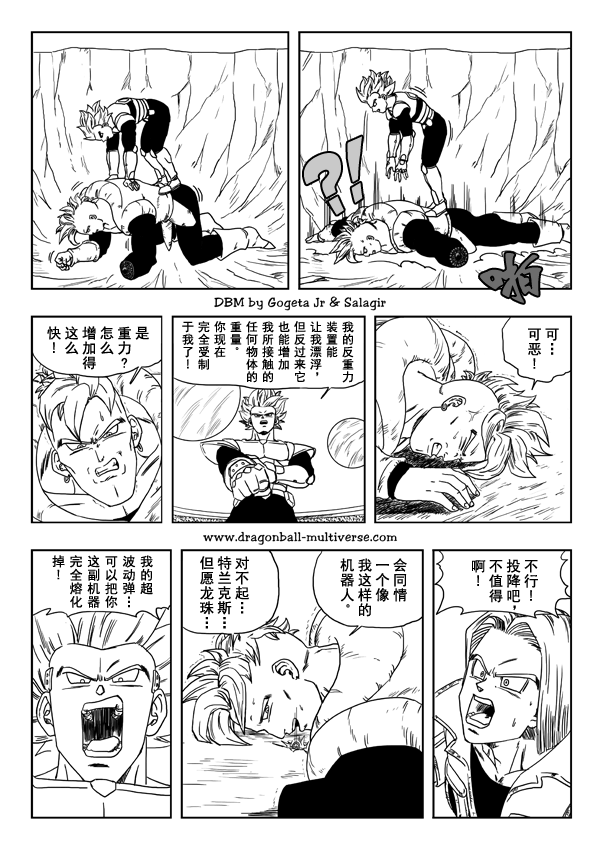 ?!
啪
DBM by Gogeta Jr & Salagir
是
重力?
怎么
增加得
这么
快!
我的反重力
装置能
让我漂浮,
但反过来它
也能增加
我所接触的
任何物体的
重量。
你现在
完全受制
于我了!
可…
可恶!
www.dragonball-multiverse.com
我的超
波动弹…
可以把你
这副机器
完全熔化
掉!
对不起…
特兰克斯…
但愿龙珠…
会同情
一个像
我这样的
机器人。
不行!
投降吧,
不值得
啊!